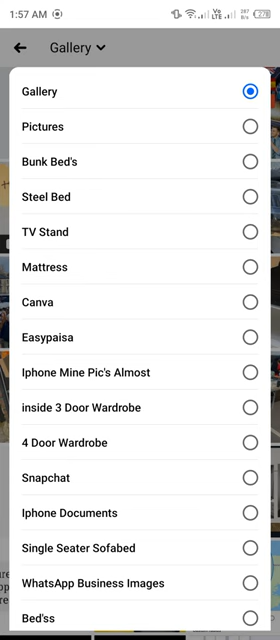 1:57 AM
Vo
LTE
287
B/s
27
Gallery
Gallery
Pictures
Bunk Bed's
Steel Bed
TV Stand
Mattress
Canva
Easypaisa
Iphone Mine Pic's Almost
inside 3 Door Wardrobe
4 Door Wardrobe
Snapchat
Iphone Documents
Single Seater Sofabed
WhatsApp Business Images
Bed'ss